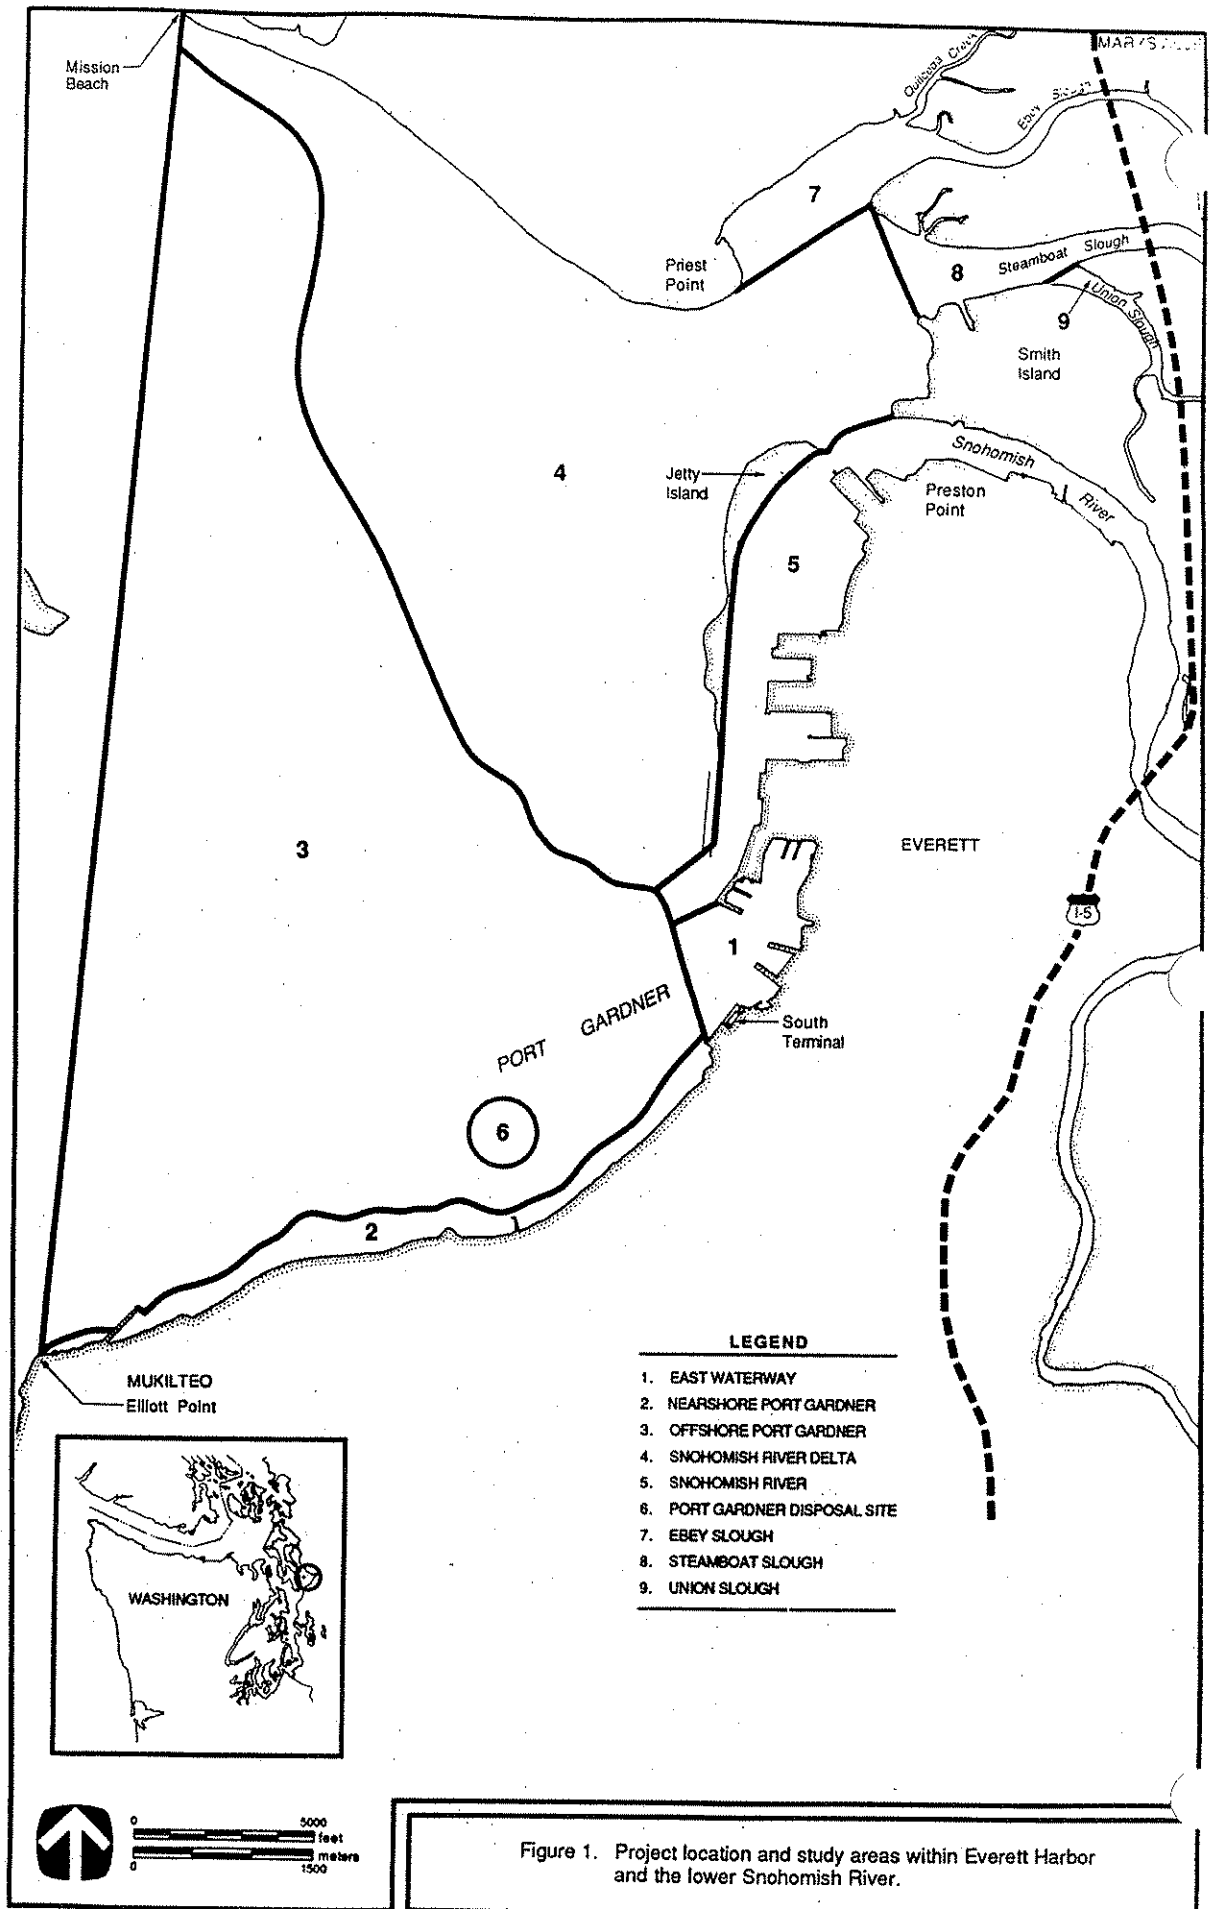 Mission
Beach
Quilceda Creek
Ebey Slough
7
Priest
Point
8
Steamboat Slough
Union Slough
9
Smith
Island
4
Jetty
Island
Snohomish
River
Preston
Point
5
3
EVERETT
I-5
1
PORT GARDNER
South
Terminal
6
2
MUKILTEO
Elliott Point
LEGEND
1. EAST WATERWAY
2. NEARSHORE PORT GARDNER
3. OFFSHORE PORT GARDNER
4. SNOHOMISH RIVER DELTA
5. SNOHOMISH RIVER
6. PORT GARDNER DISPOSAL SITE
7. EBEY SLOUGH
8. STEAMBOAT SLOUGH
9. UNION SLOUGH
WASHINGTON
0 5000
feet
meters
0 1500
Figure 1. Project location and study areas within Everett Harbor
and the lower Snohomish River.